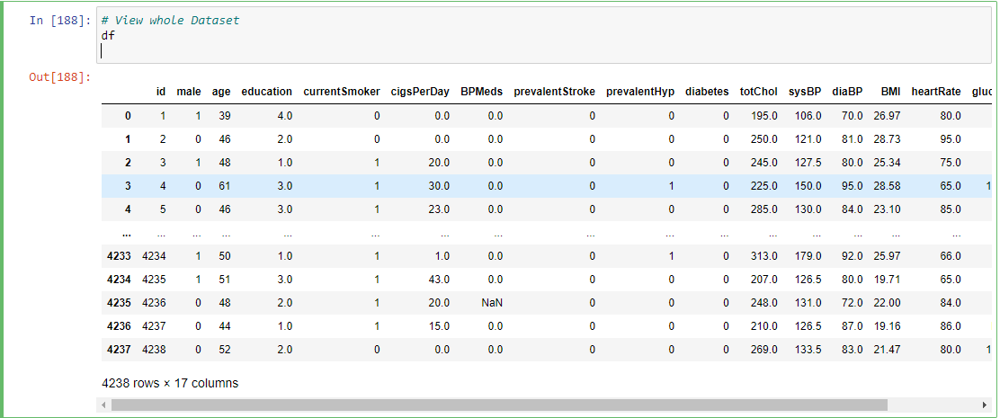 In [188]: # View whole Dataset
df
Out[188]:
id male age education currentSmoker cigsPerDay BPMeds prevalentStroke prevalentHyp diabetes totChol sysBP diaBP BMI heartRate gluc
0 1 1 39 4.0 0 0.0 0.0 0 0 0 195.0 106.0 70.0 26.97 80.0
1 2 0 46 2.0 0 0.0 0.0 0 0 0 250.0 121.0 81.0 28.73 95.0
2 3 1 48 1.0 1 20.0 0.0 0 0 0 245.0 127.5 80.0 25.34 75.0
3 4 0 61 3.0 1 30.0 0.0 0 1 0 225.0 150.0 95.0 28.58 65.0 1
4 5 0 46 3.0 1 23.0 0.0 0 0 0 285.0 130.0 84.0 23.10 85.0
... ... ... ... ... ... ... ... ... ... ... ... ... ... ... ...
4233 4234 1 50 1.0 1 1.0 0.0 0 1 0 313.0 179.0 92.0 25.97 66.0
4234 4235 1 51 3.0 1 43.0 0.0 0 0 0 207.0 126.5 80.0 19.71 65.0
4235 4236 0 48 2.0 1 20.0 NaN 0 0 0 248.0 131.0 72.0 22.00 84.0
4236 4237 0 44 1.0 1 15.0 0.0 0 0 0 210.0 126.5 87.0 19.16 86.0
4237 4238 0 52 2.0 0 0.0 0.0 0 0 0 269.0 133.5 83.0 21.47 80.0 1
4238 rows × 17 columns